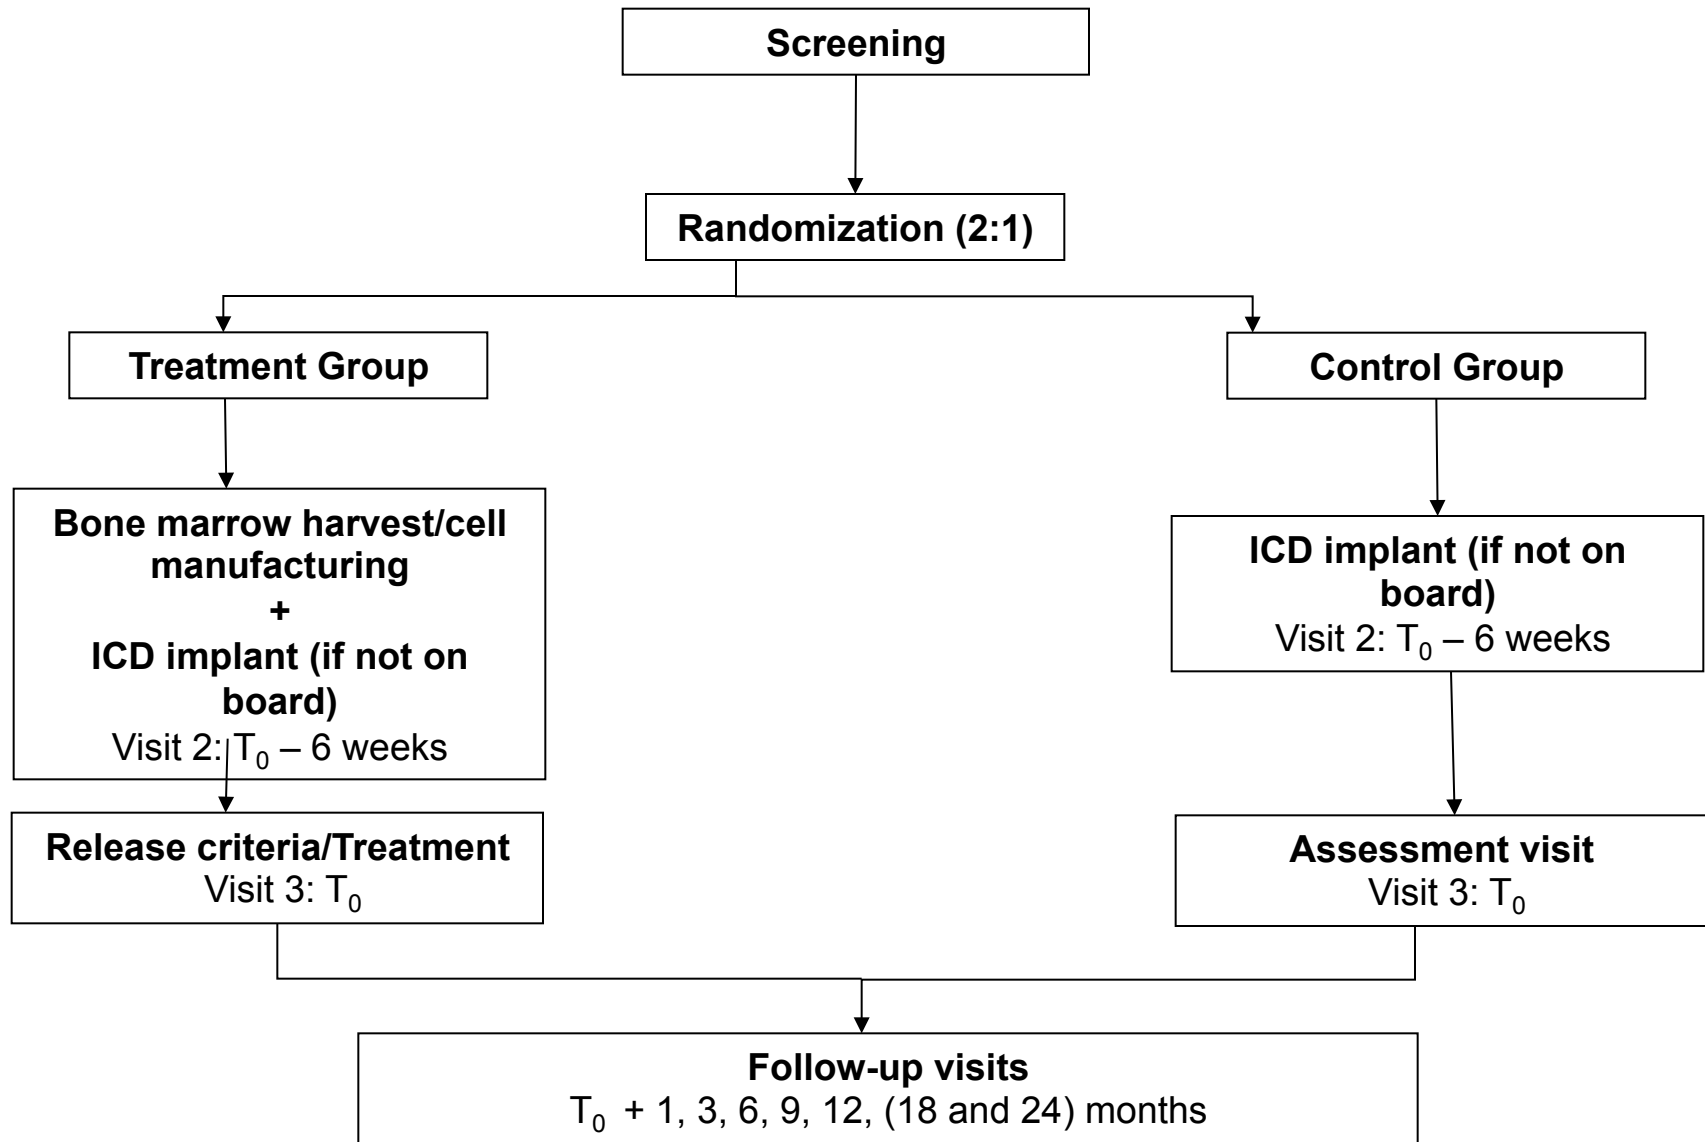 Screening
Randomization (2:1)
Treatment Group
Control Group
Bone marrow harvest/cell
manufacturing
+
ICD implant (if not on
board)
Visit 2: T₀ – 6 weeks
ICD implant (if not on
board)
Visit 2: T₀ – 6 weeks
Release criteria/Treatment
Visit 3: T₀
Assessment visit
Visit 3: T₀
Follow-up visits
T₀ + 1, 3, 6, 9, 12, (18 and 24) months